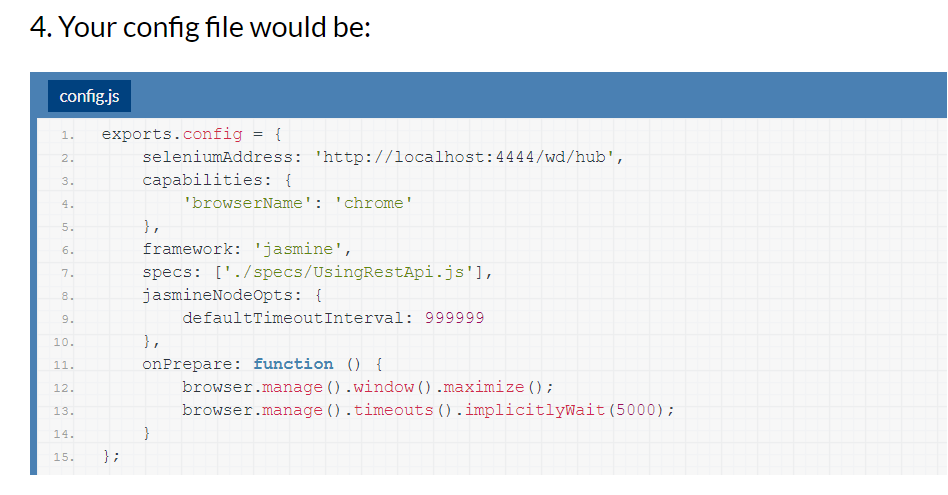 4. Your config file would be:
config.js
1. exports.config = {
2. seleniumAddress: 'http://localhost:4444/wd/hub',
3. capabilities: {
4. 'browserName': 'chrome'
5. },
6. framework: 'jasmine',
7. specs: ['./specs/UsingRestApi.js'],
8. jasmineNodeOpts: {
9. defaultTimeoutInterval: 999999
10. },
11. onPrepare: function () {
12. browser.manage().window().maximize();
13. browser.manage().timeouts().implicitlyWait(5000);
14. }
15. };